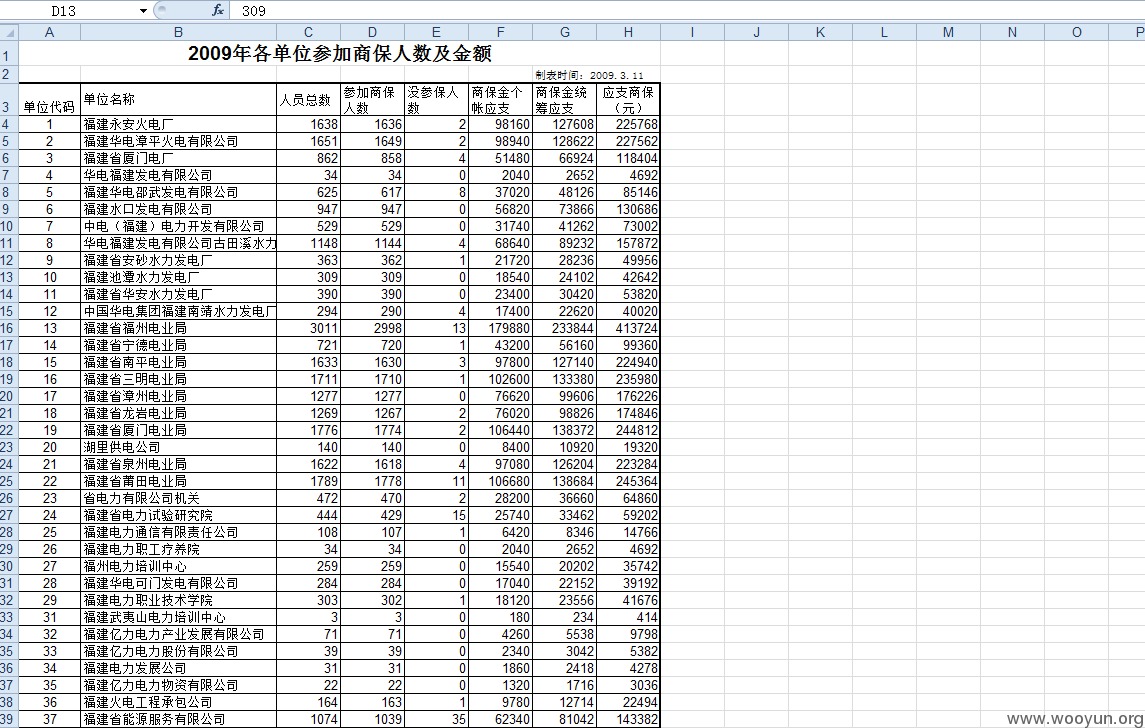 D13 fx 309
A B C D E F G H I J K L M N O P
1 2009年各单位参加商保人数及金额
2 制表时间: 2009.3.11
3 单位代码 单位名称 人员总数 参加商保人数 没参保人数 商保金个帐应支 商保金统筹应支 应支商保（元）
4 1 福建永安火电厂 1638 1636 2 98160 127608 225768
5 2 福建华电漳平火电有限公司 1651 1649 2 98940 128622 227562
6 3 福建省厦门电厂 862 858 4 51480 66924 118404
7 4 华电福建发电有限公司 34 34 0 2040 2652 4692
8 5 福建华电邵武发电有限公司 625 617 8 37020 48126 85146
9 6 福建水口发电有限公司 947 947 0 56820 73866 130686
10 7 中电（福建）电力开发有限公司 529 529 0 31740 41262 73002
11 8 华电福建发电有限公司古田溪水力 1148 1144 4 68640 89232 157872
12 9 福建省安砂水力发电厂 363 362 1 21720 28236 49956
13 10 福建池潭水力发电厂 309 309 0 18540 24102 42642
14 11 福建省华安水力发电厂 390 390 0 23400 30420 53820
15 12 中国华电集团福建南靖水力发电厂 294 290 4 17400 22620 40020
16 13 福建省福州电业局 3011 2998 13 179880 233844 413724
17 14 福建省宁德电业局 721 720 1 43200 56160 99360
18 15 福建省南平电业局 1633 1630 3 97800 127140 224940
19 16 福建省三明电业局 1711 1710 1 102600 133380 235980
20 17 福建省漳州电业局 1277 1277 0 76620 99606 176226
21 18 福建省龙岩电业局 1269 1267 2 76020 98826 174846
22 19 福建省厦门电业局 1776 1774 2 106440 138372 244812
23 20 湖里供电公司 140 140 0 8400 10920 19320
24 21 福建省泉州电业局 1622 1618 4 97080 126204 223284
25 22 福建省莆田电业局 1789 1778 11 106680 138684 245364
26 23 省电力有限公司机关 472 470 2 28200 36660 64860
27 24 福建省电力试验研究院 444 429 15 25740 33462 59202
28 25 福建电力通信有限责任公司 108 107 1 6420 8346 14766
29 26 福建电力职工疗养院 34 34 0 2040 2652 4692
30 27 福州电力培训中心 259 259 0 15540 20202 35742
31 28 福建华电可门发电有限公司 284 284 0 17040 22152 39192
32 29 福建电力职业技术学院 303 302 1 18120 23556 41676
33 31 福建武夷山电力培训中心 3 3 0 180 234 414
34 32 福建亿力电力产业发展有限公司 71 71 0 4260 5538 9798
35 33 福建亿力电力股份有限公司 39 39 0 2340 3042 5382
36 34 福建电力发展公司 31 31 0 1860 2418 4278
37 35 福建亿力电力物资有限公司 22 22 0 1320 1716 3036
38 36 福建火电工程承包公司 164 163 1 9780 12714 22494
39 37 福建省能源服务有限公司 1074 1039 35 62340 81042 143382
www.wooyun.org